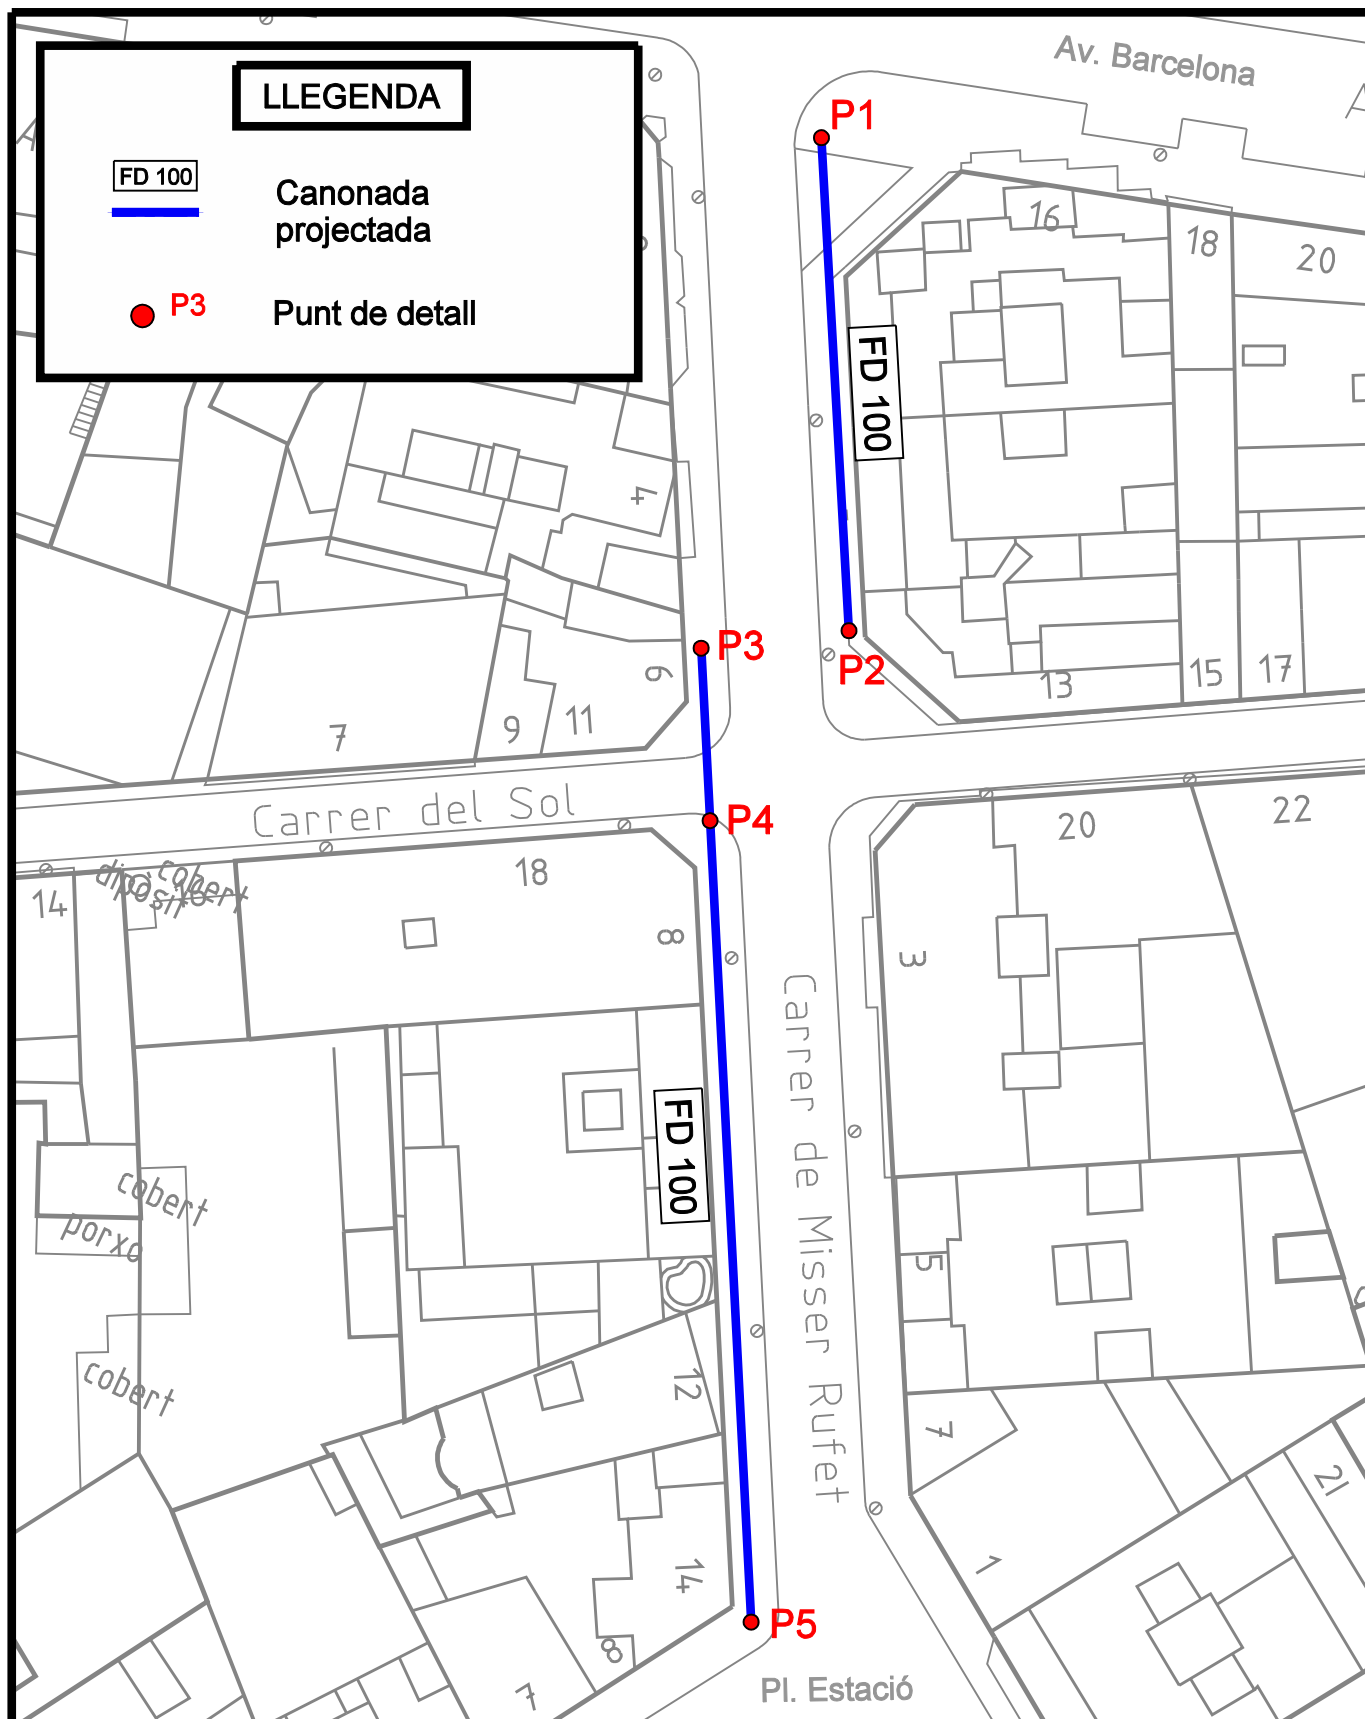 Av. Barcelona
LLEGENDA
FD 100
Canonada
projectada
P3
Punt de detall
P1
16
18
20
FD 100
4
P3
P2
6
13
15
17
7
9
11
Carrer del Sol
P4
20
22
14
dipòsit
cobert
16
18
8
3
Carrer de Misser Rufet
FD 100
cobert
porxo
5
cobert
12
7
21
14
1
8
7
P5
Pl. Estació